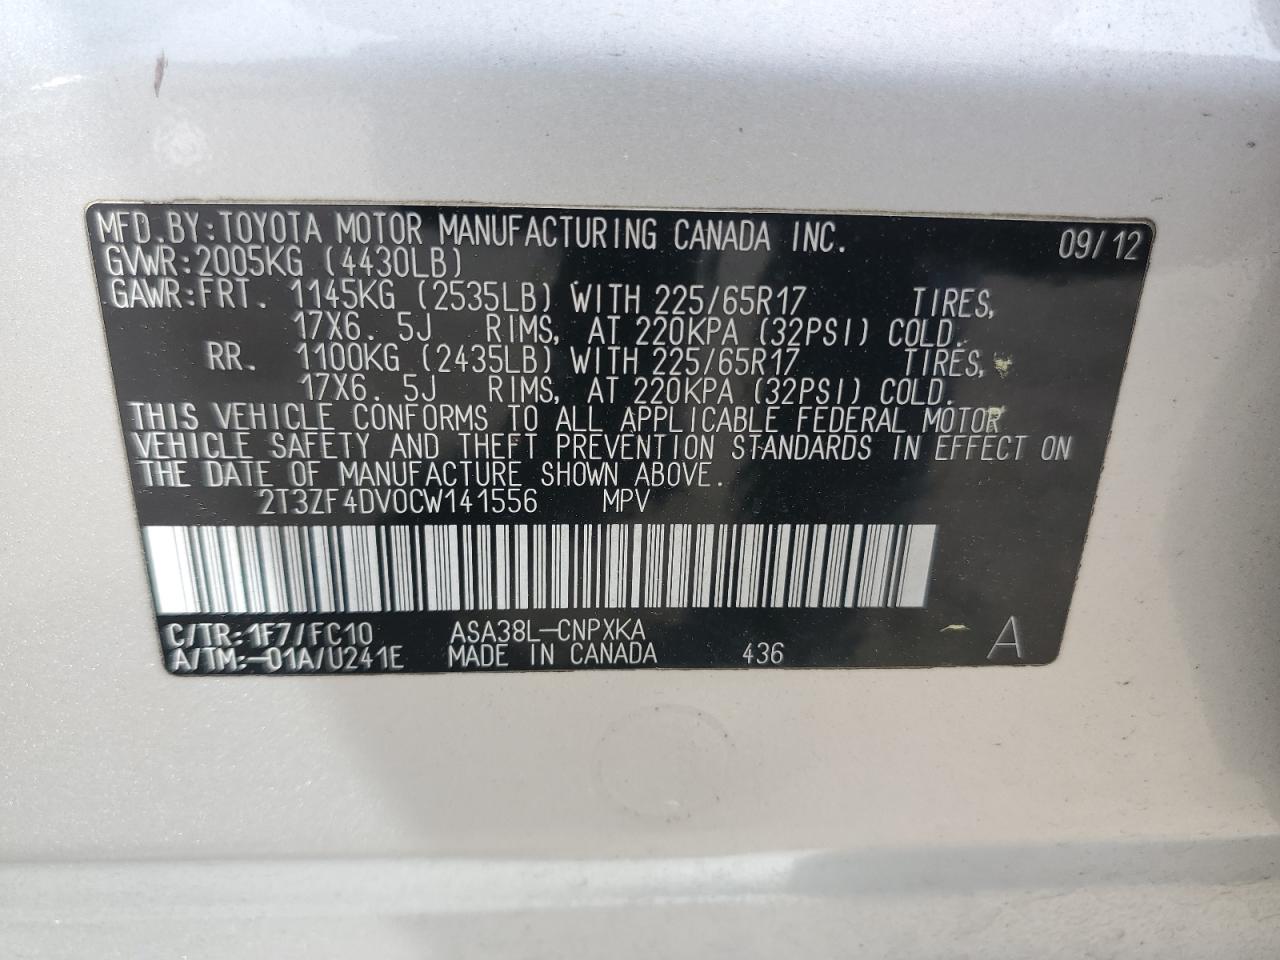 MFD.BY:TOYOTA MOTOR MANUFACTURING CANADA INC. 09/12
GVWR:2005KG (4430LB)
GAWR:FRT. 1145KG (2535LB) WITH 225/65R17 TIRES,
17X6. 5J RIMS, AT 220KPA (32PSI) COLD.
RR. 1100KG (2435LB) WITH 225/65R17 TIRES,
17X6. 5J RIMS, AT 220KPA (32PSI) COLD.
THIS VEHICLE CONFORMS TO ALL APPLICABLE FEDERAL MOTOR
VEHICLE SAFETY AND THEFT PREVENTION STANDARDS IN EFFECT ON
THE DATE OF MANUFACTURE SHOWN ABOVE.
2T3ZF4DV0CW141556 MPV
C/TR:1F7/FC10 ASA38L-CNPXKA
A/TM:-01A/U241E MADE IN CANADA 436 A